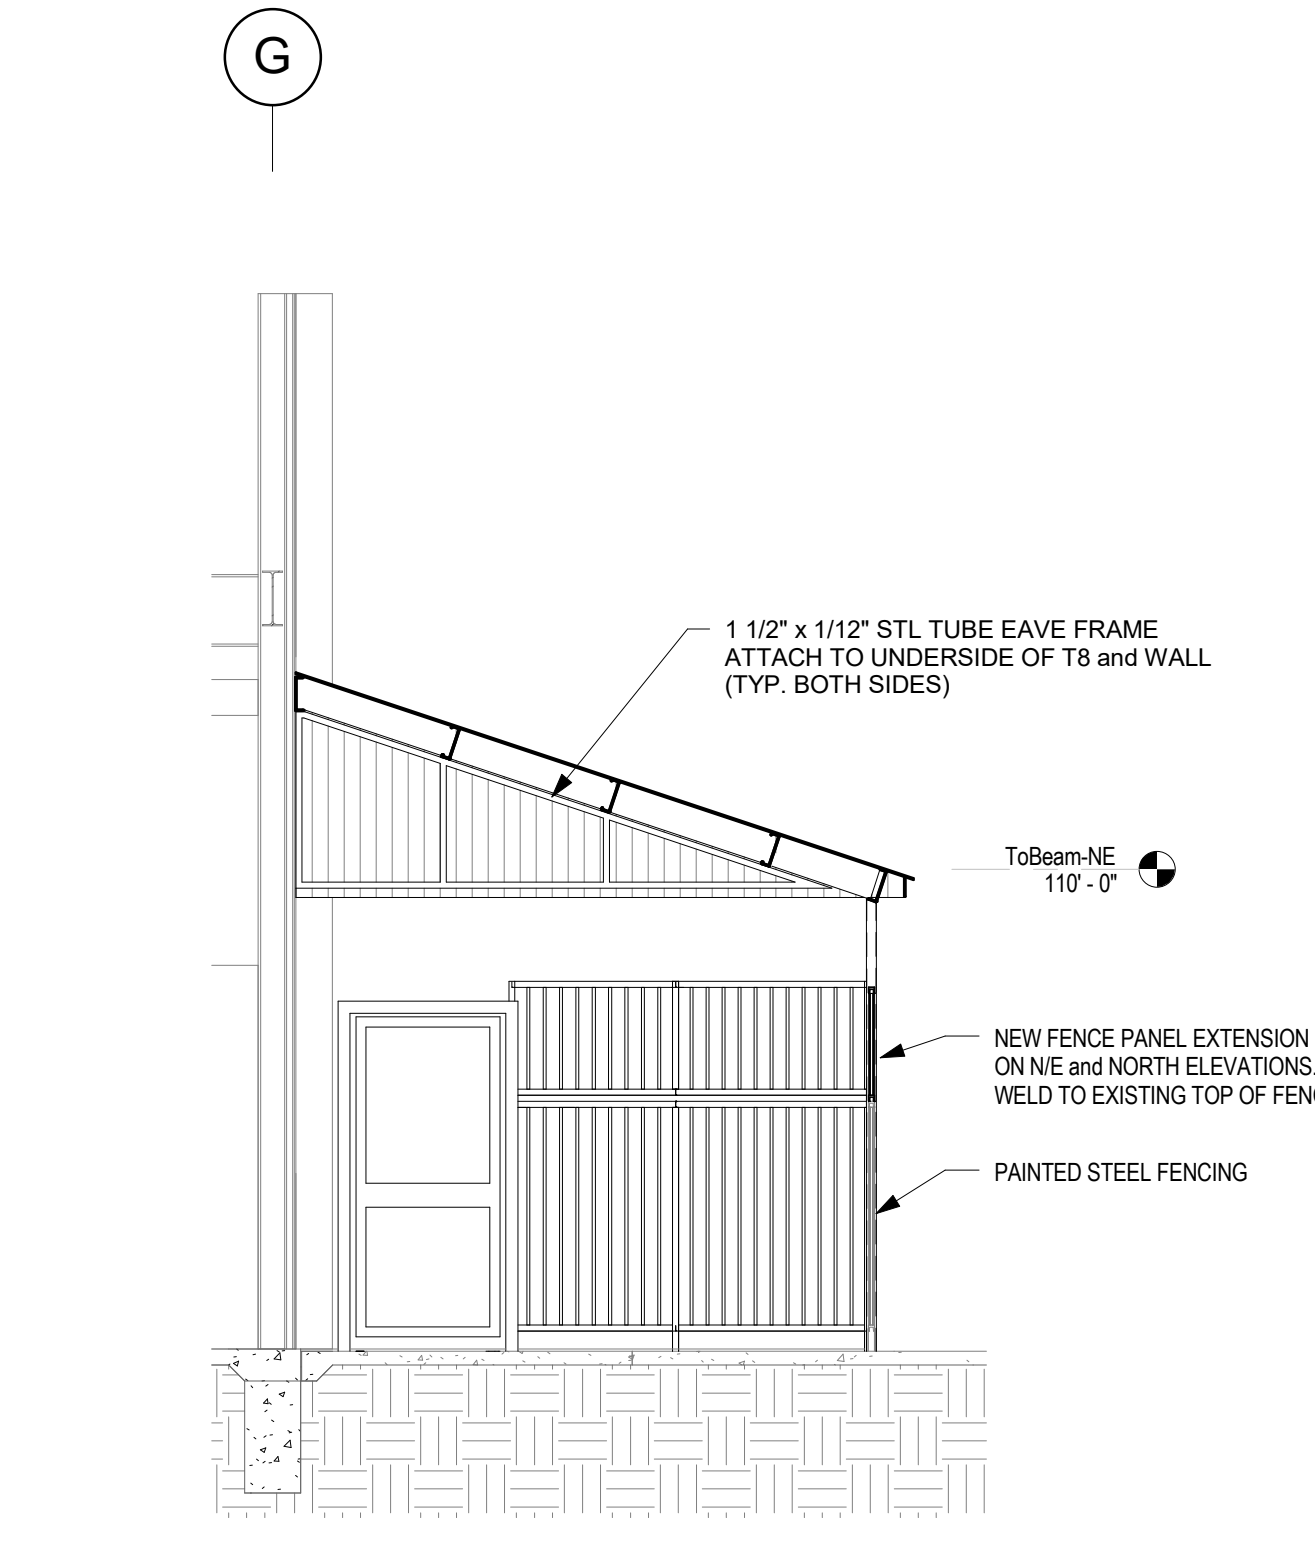 G
1 1/2" x 1/12" STL TUBE EAVE FRAME
ATTACH TO UNDERSIDE OF T8 and WALL
(TYP. BOTH SIDES)
ToBeam-NE
110' - 0"
NEW FENCE PANEL EXTENSION
ON N/E and NORTH ELEVATIONS.
WELD TO EXISTING TOP OF
PAINTED STEEL FENCING